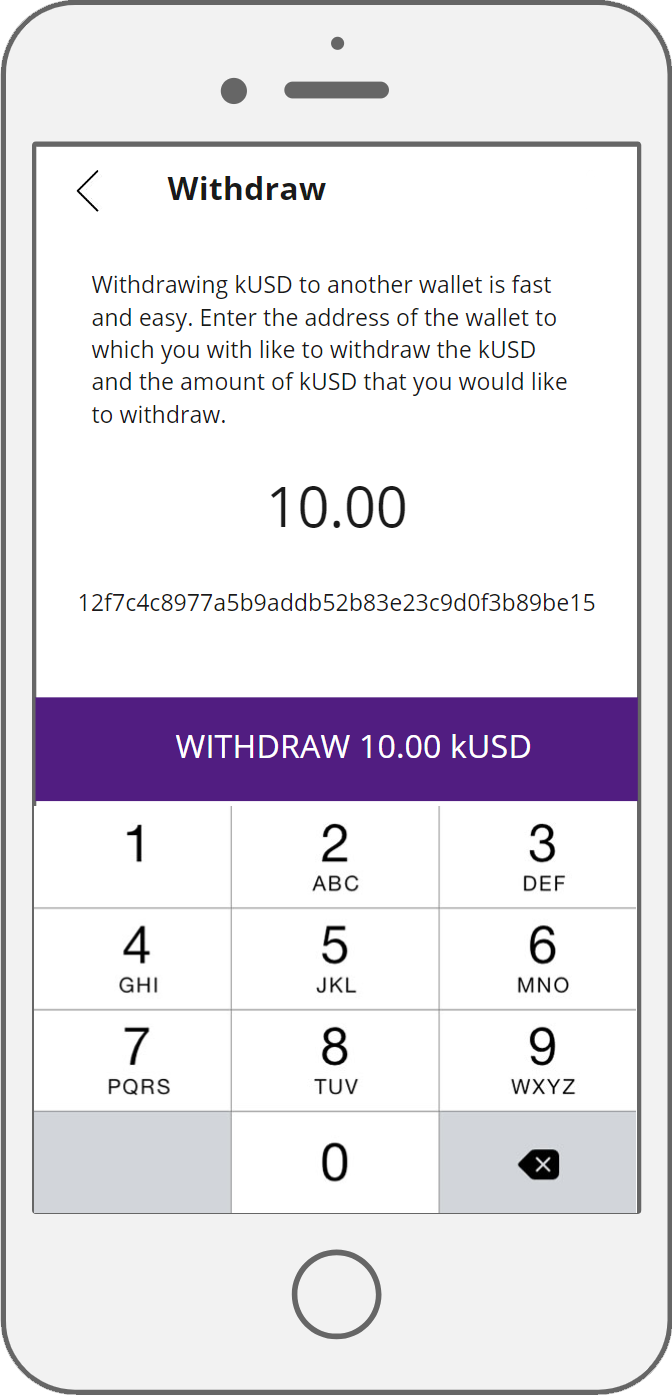 Withdraw
Withdrawing kUSD to another wallet is fast
and easy. Enter the address of the wallet to
which you with like to withdraw the kUSD
and the amount of kUSD that you would like
to withdraw.
10.00
12f7c4c8977a5b9addb52b83e23c9d0f3b89be15
WITHDRAW 10.00 kUSD
1 2 3
ABC DEF
4 5 6
GHI JKL MNO
7 8 9
PQRS TUV WXYZ
0